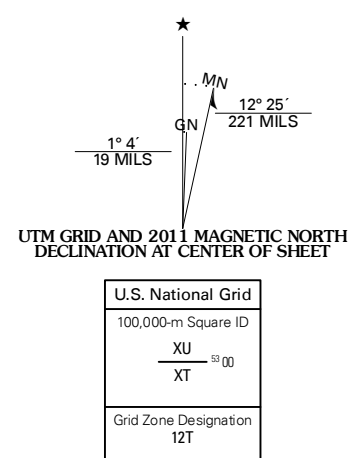 ★
MN
12° 25´
221 MILS
GN
1° 4´
19 MILS
UTM GRID AND 2011 MAGNETIC NORTH
DECLINATION AT CENTER OF SHEET
U.S. National Grid
100,000-m Square ID
XU
53 00
XT
Grid Zone Designation
12T